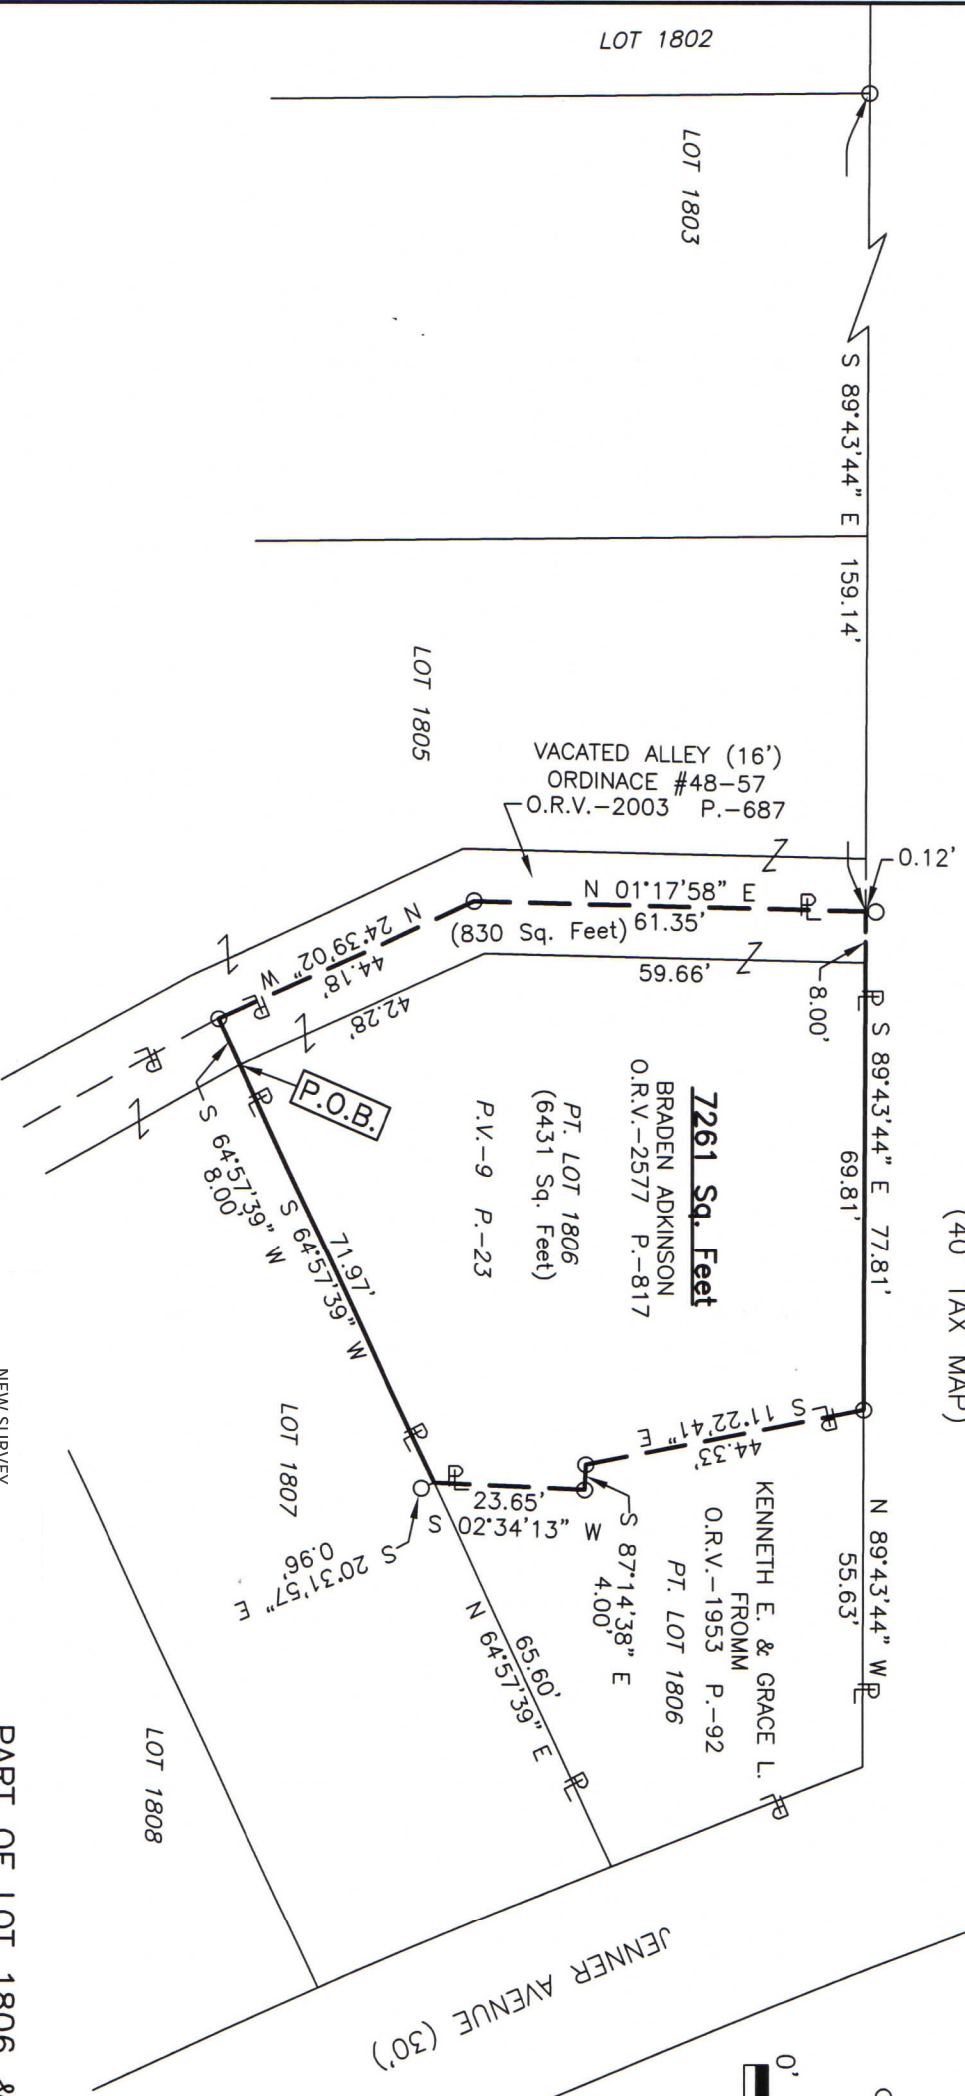 LOT 1802
LOT 1803
S 89°43'44" E 159.14'
LOT 1805
VACATED ALLEY (16')
ORDINACE #48-57
O.R.V.-2003 P.-687
0.12'
N 01°17'58" E
61.35'
(830 Sq. Feet)
N 24°39'02" W
44.18'
59.66'
42.28'
8.00'
P.O.B.
S 64°57'39" W
8.00'
S 89°43'44" E 77.81'
69.81'
7261 Sq. Feet
BRADEN ADKINSON
O.R.V.-2577 P.-817
PT. LOT 1806
(6431 Sq. Feet)
P.V.-9 P.-23
71.97'
S 64°57'39" W
(40 TAX MAP)
S 11°22'41" E
44.33'
S 87°14'38" E
4.00'
23.65'
S 02°34'13" W
S 20°31'57" E
0.96'
LOT 1807
N 89°43'44" W
55.63'
KENNETH E. & GRACE L.
FROMM
O.R.V.-1953 P.-92
PT. LOT 1806
65.60'
N 64°57'39" E
LOT 1808
JENNER AVENUE (30')
0'
NEW SURVEY
PART OF LOT 1806 &